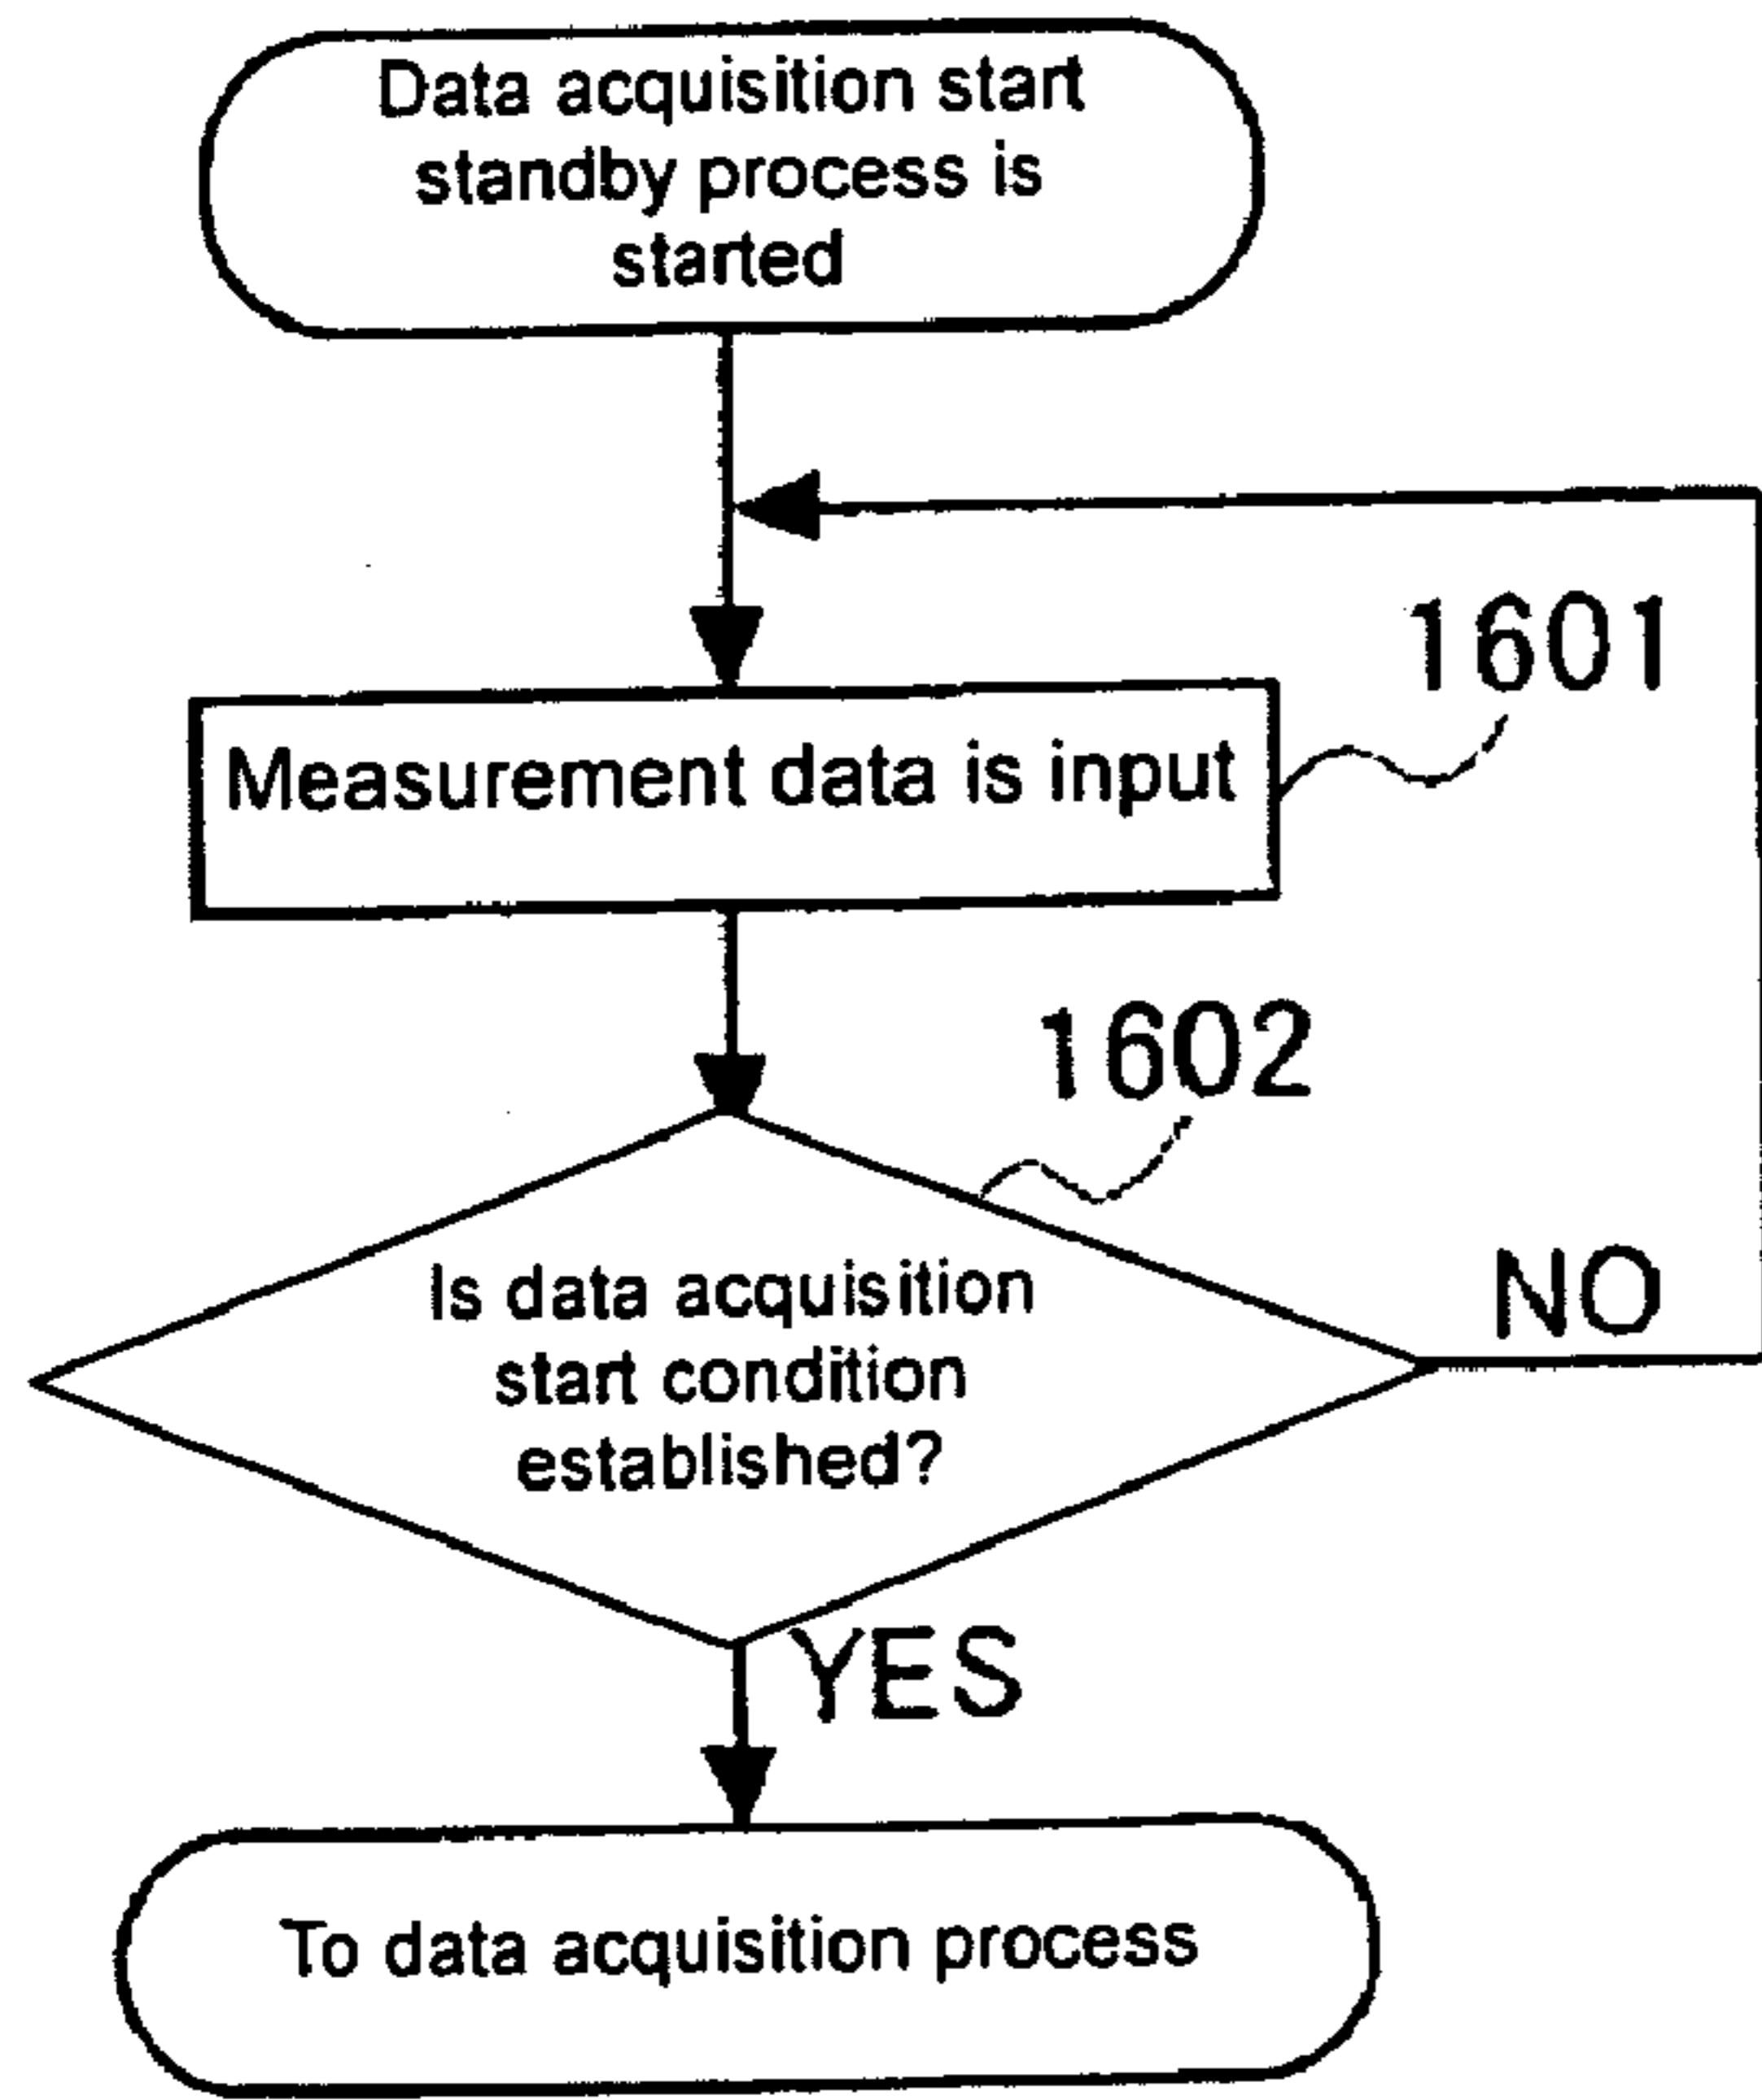 Data acquisition start
standby process is
started
1601
Measurement data is input
1602
Is data acquisition
start condition
established?
NO
YES
To data acquisition process